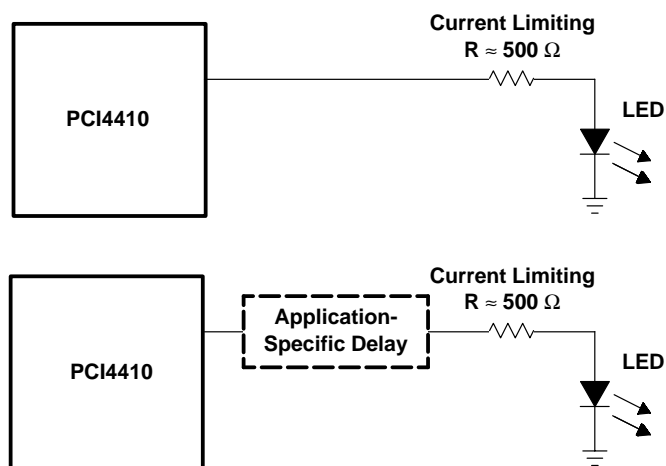 Current Limiting
R ≈ 500 Ω
PCI4410
LED
Current Limiting
R ≈ 500 Ω
Application-
Specific Delay
LED
PCI4410